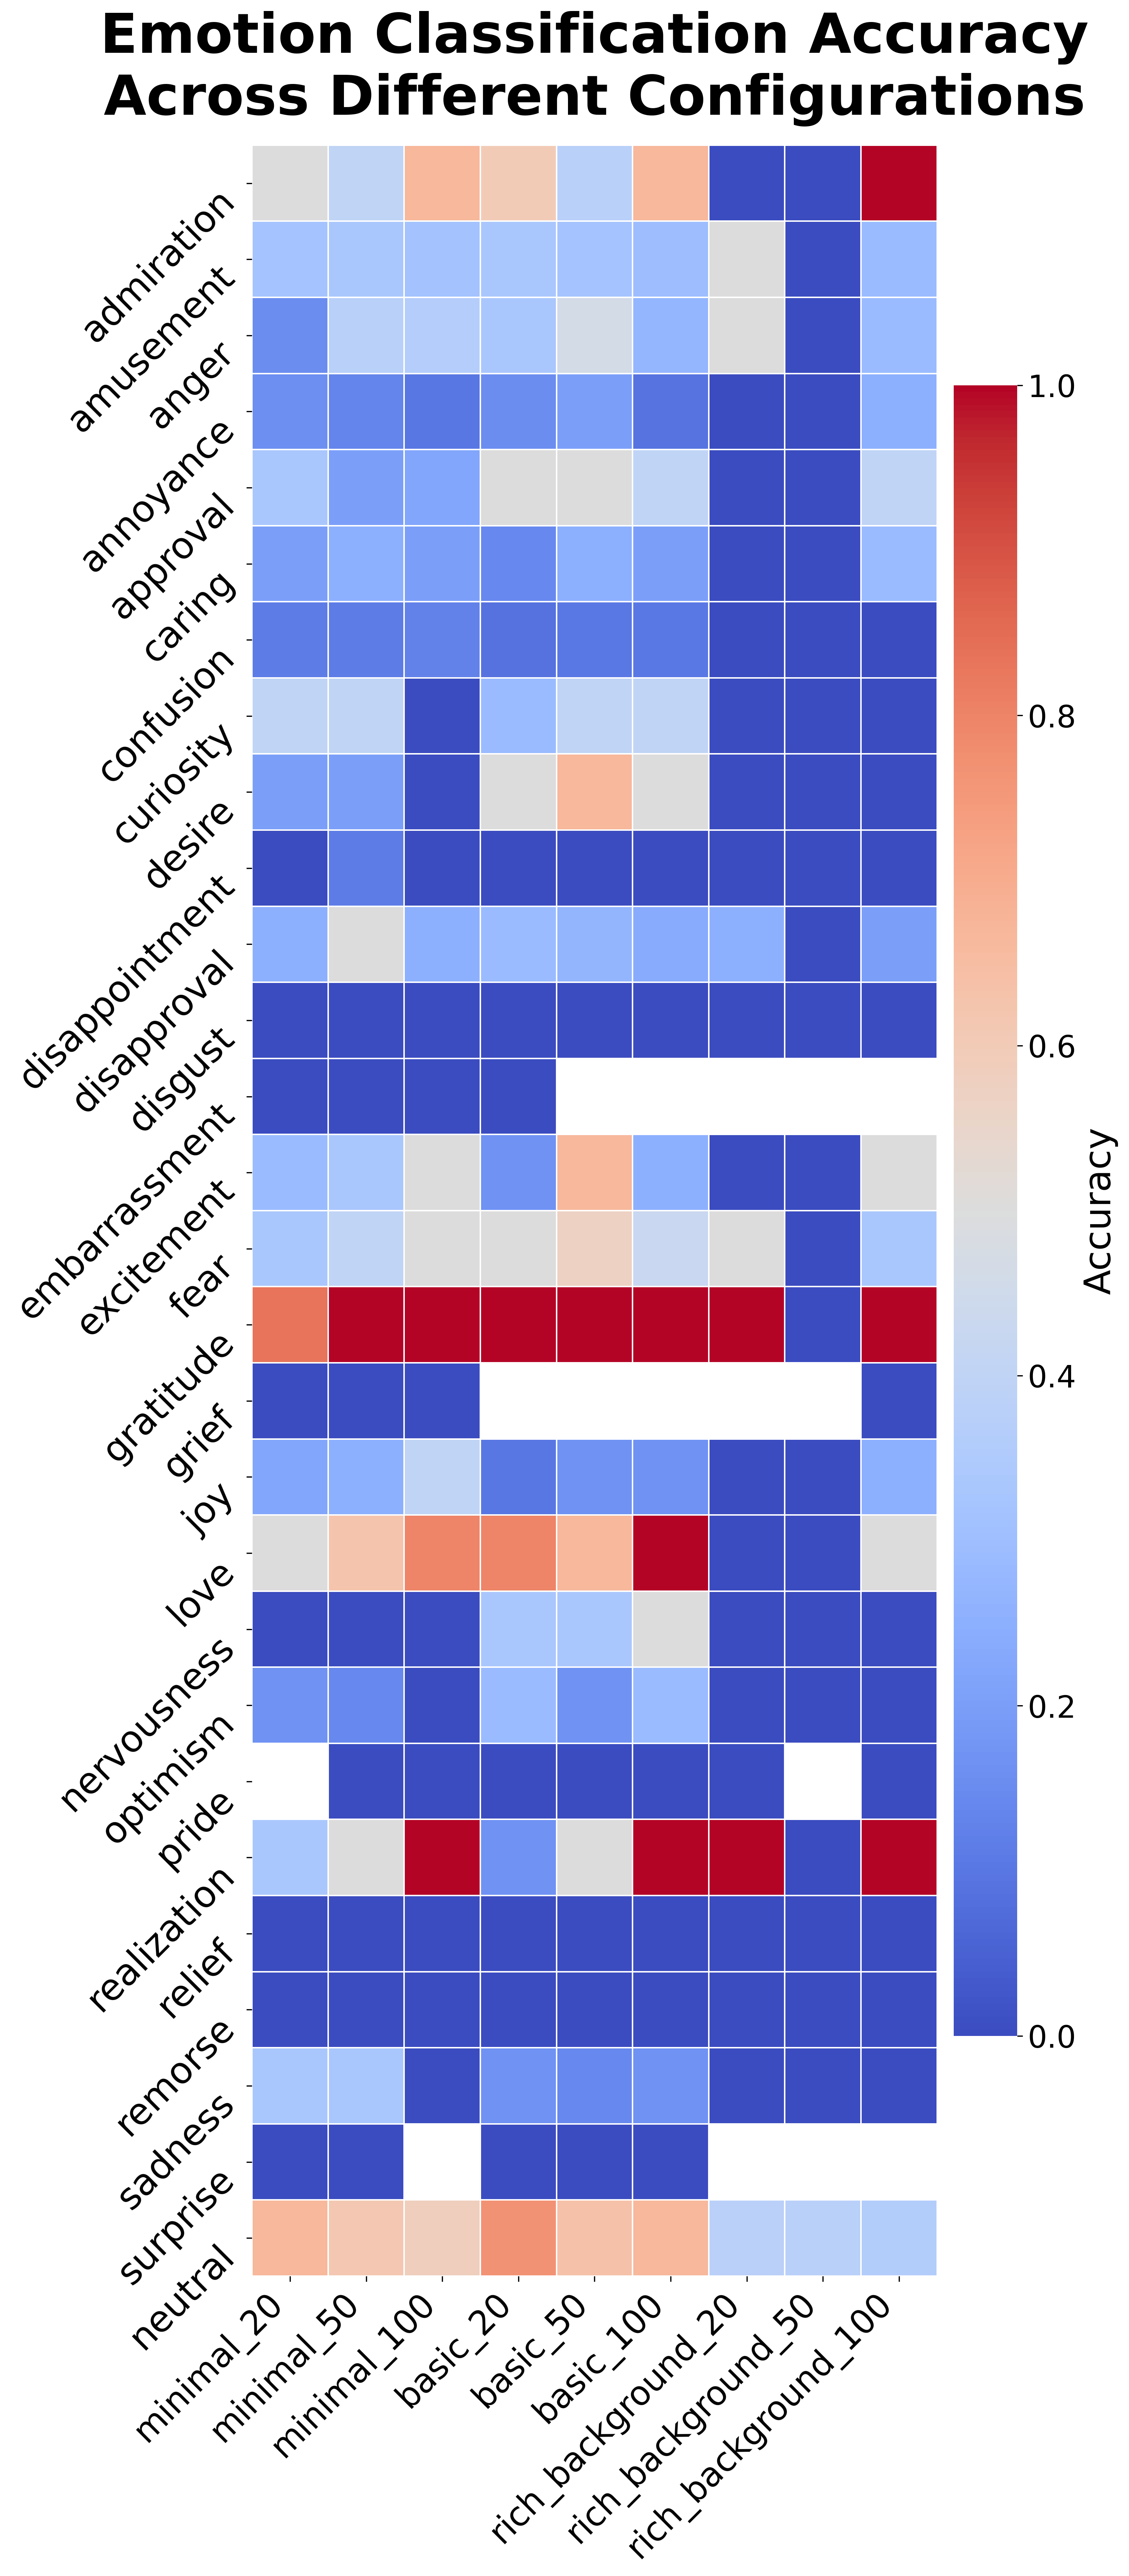 Emotion Classification Accuracy
Across Different Configurations
admiration
amusement
anger
annoyance
approval
caring
confusion
curiosity
desire
disappointment
disapproval
disgust
embarrassment
excitement
fear
gratitude
grief
joy
love
nervousness
optimism
pride
realization
relief
remorse
sadness
surprise
neutral
minimal_20
minimal_50
minimal_100
basic_20
basic_50
basic_100
rich_background_20
rich_background_50
rich_background_100
1.0
0.8
0.6
0.4
0.2
0.0
Accuracy